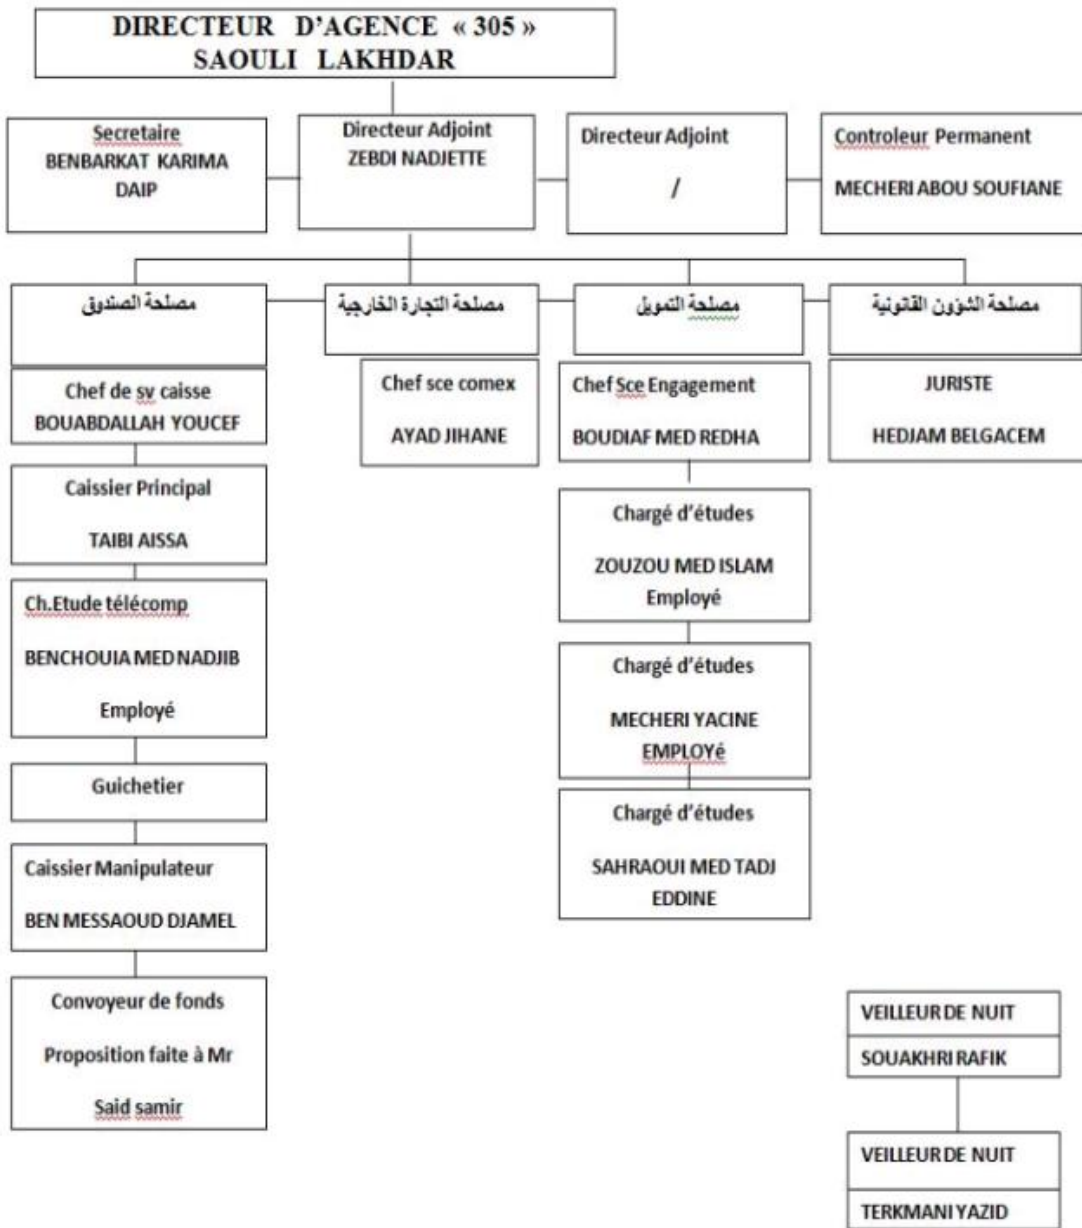 DIRECTEUR D'AGENCE « 305 »
SAOULI LAKHDAR
Secretaire
BENBARKAT KARIMA
DAIP
Directeur Adjoint
ZEBDI NADJETTE
Directeur Adjoint
/
Controleur Permanent
MECHERI ABOU SOUFIANE
مصلحة الصندوق
مصلحة التجارة الخارجية
مصلحة التمويل
مصلحة الشؤون القانونية
Chef de sv caisse
BOUABDALLAH YOUCEF
Caissier Principal
TAIBI AISSA
Ch.Etude télécomp
BENCHOUIA MED NADJIB
Employé
Guichetier
Caissier Manipulateur
BEN MESSAOUD DJAMEL
Convoyeur de fonds
Proposition faite à Mr
Said samir
Chef sce comex
AYAD JIHANE
Chef Sce Engagement
BOUDIAF MED REDHA
Chargé d'études
ZOUZOU MED ISLAM
Employé
Chargé d'études
MECHERI YACINE
EMPLOYé
Chargé d'études
SAHRAOUI MED TADJ
EDDINE
JURISTE
HEDJAM BELGACEM
VEILLEUR DE NUIT
SOUAKHRI RAFIK
VEILLEUR DE NUIT
TERKMANI YAZID